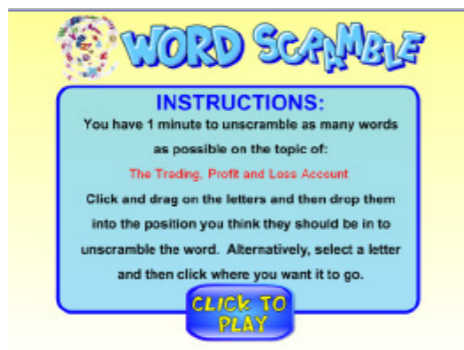 WORD SCRAMBLE
INSTRUCTIONS:
You have 1 minute to unscramble as many words
as possible on the topic of:
The Trading, Profit and Loss Account
Click and drag on the letters and then drop them
into the position you think they should be in to
unscramble the word. Alternatively, select a letter
and then click where you want it to go.
CLICK TO
PLAY